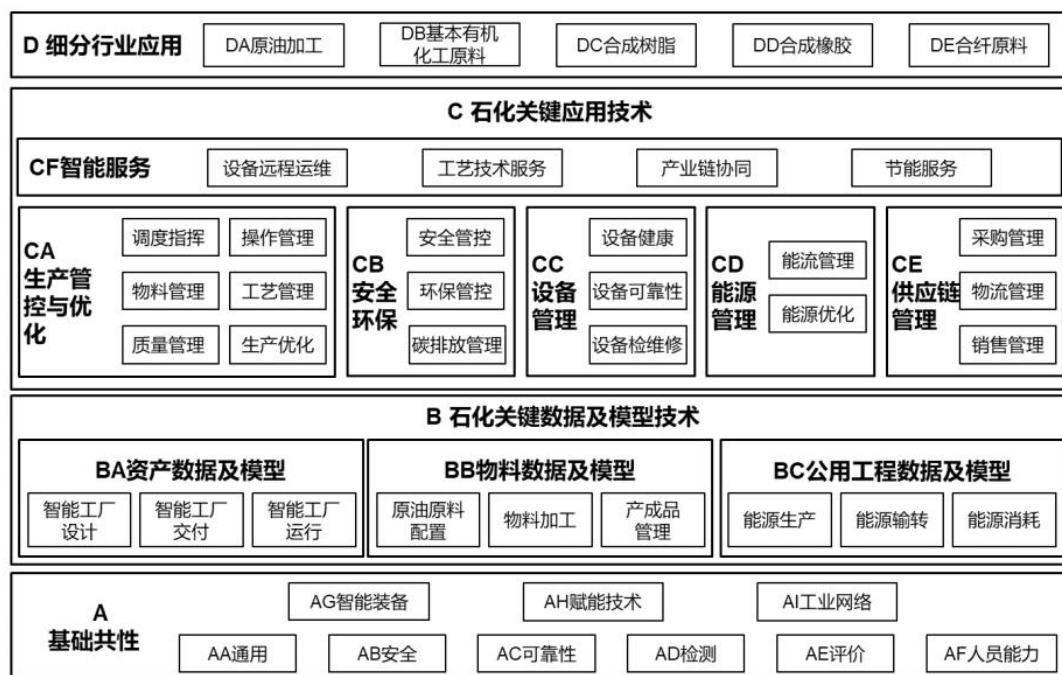 D 细分行业应用
DA原油加工
DB基本有机
化工原料
DC合成树脂
DD合成橡胶
DE合纤原料
C 石化关键应用技术
CF智能服务
设备远程运维
工艺技术服务
产业链协同
节能服务
CA
生产管
控与优
化
调度指挥
操作管理
物料管理
工艺管理
质量管理
生产优化
CB
安全
环保
安全管控
环保管控
碳排放管理
CC
设备
管理
设备健康
设备可靠性
设备检维修
CD
能源
管理
能流管理
能源优化
CE
供应链
管理
采购管理
物流管理
销售管理
B 石化关键数据及模型技术
BA资产数据及模型
智能工厂
设计
智能工厂
交付
智能工厂
运行
BB物料数据及模型
原油原料
配置
物料加工
产成品
管理
BC公用工程数据及模型
能源生产
能源输转
能源消耗
A
基础共性
AG智能装备
AH赋能技术
AI工业网络
AA通用
AB安全
AC可靠性
AD检测
AE评价
AF人员能力